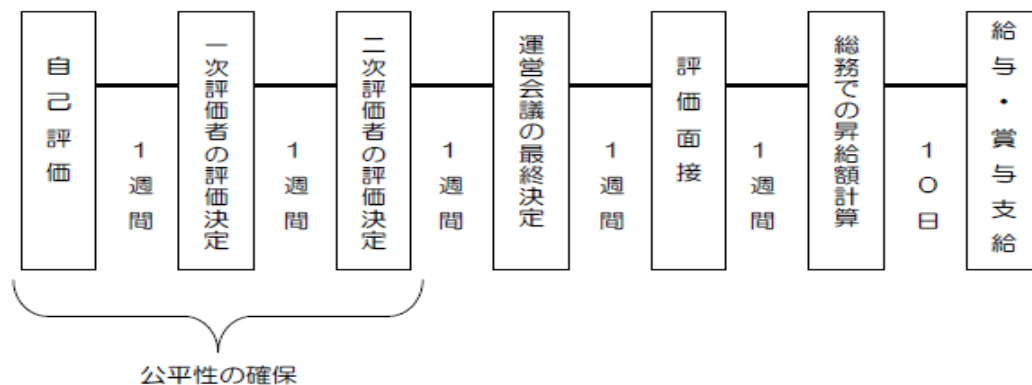 自己評価
1週間
一次評価者の評価決定
1週間
二次評価者の評価決定
1週間
運営会議の最終決定
1週間
評価面接
1週間
総務での昇給額計算
10日
給与・賞与支給
公平性の確保